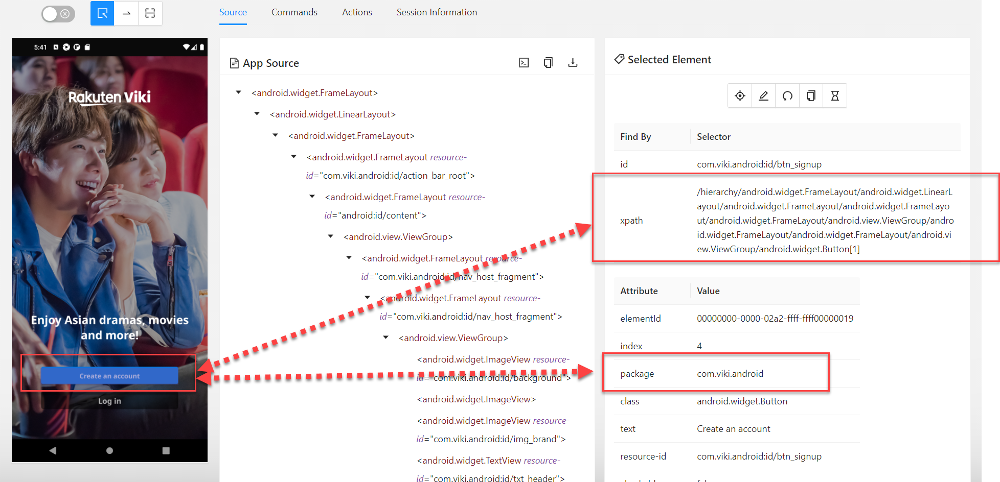 Source Commands Actions Session Information
5:41
Rakuten Viki
Enjoy Asian dramas, movies
and more!
Create an account
Log in
App Source
<android.widget.FrameLayout>
<android.widget.LinearLayout>
<android.widget.FrameLayout>
<android.widget.FrameLayout resource-
id="com.viki.android:id/action_bar_root">
<android.widget.FrameLayout resource-
id="android:id/content">
<android.view.ViewGroup>
<android.widget.FrameLayout resource-
id="com.viki.android:id/nav_host_fragment">
<android.widget.FrameLayout resource-
id="com.viki.android:id/nav_host_fragment">
<android.view.ViewGroup>
<android.widget.ImageView resource-
id="com.viki.android:id/background">
<android.widget.ImageView>
<android.widget.ImageView resource-
id="com.viki.android:id/img_brand">
<android.widget.TextView resource-
id="com.viki.android:id/txt_header">
Selected Element
Find By Selector
id com.viki.android:id/btn_signup
xpath
/hierarchy/android.widget.FrameLayout/android.widget.LinearL
ayout/android.widget.FrameLayout/android.widget.FrameLayo
ut/android.widget.FrameLayout/android.view.ViewGroup/andro
id.widget.FrameLayout/android.widget.FrameLayout/android.vi
ew.ViewGroup/android.widget.Button[1]
Attribute Value
elementId 00000000-0000-02a2-ffff-ffff00000019
index 4
package com.viki.android
class android.widget.Button
text Create an account
resource-id com.viki.android:id/btn_signup